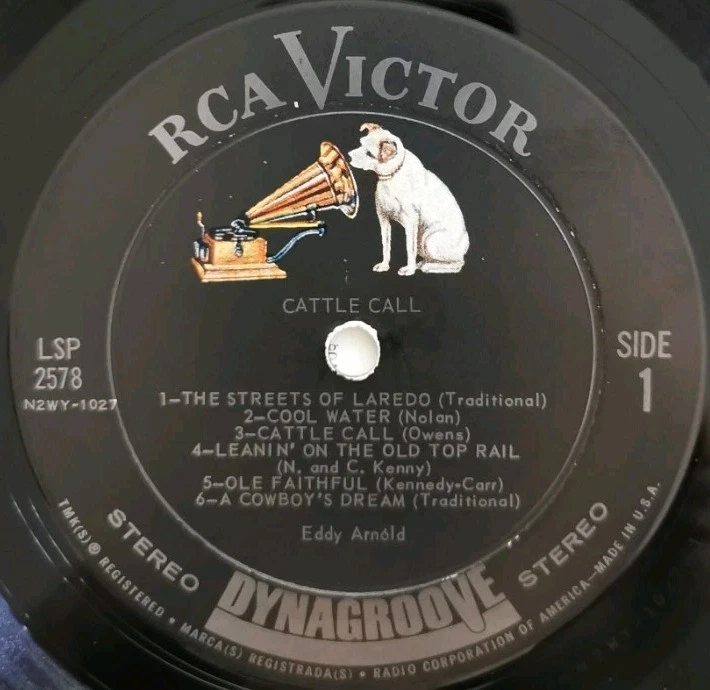 RCA VICTOR
CATTLE CALL
LSP
2578
N2WY-1027
SIDE
1
1–THE STREETS OF LAREDO (Traditional)
2–COOL WATER (Nolan)
3–CATTLE CALL (Owens)
4–LEANIN' ON THE OLD TOP RAIL
(N. and C. Kenny)
5–OLE FAITHFUL (Kennedy-Carr)
6–A COWBOY'S DREAM (Traditional)
Eddy Arnold
STEREO
DYNAGROOVE
STEREO
TMK(S) ® REGISTERED • MARCA(S) REGISTRADA(S) • RADIO CORPORATION OF AMERICA—MADE IN U.S.A.